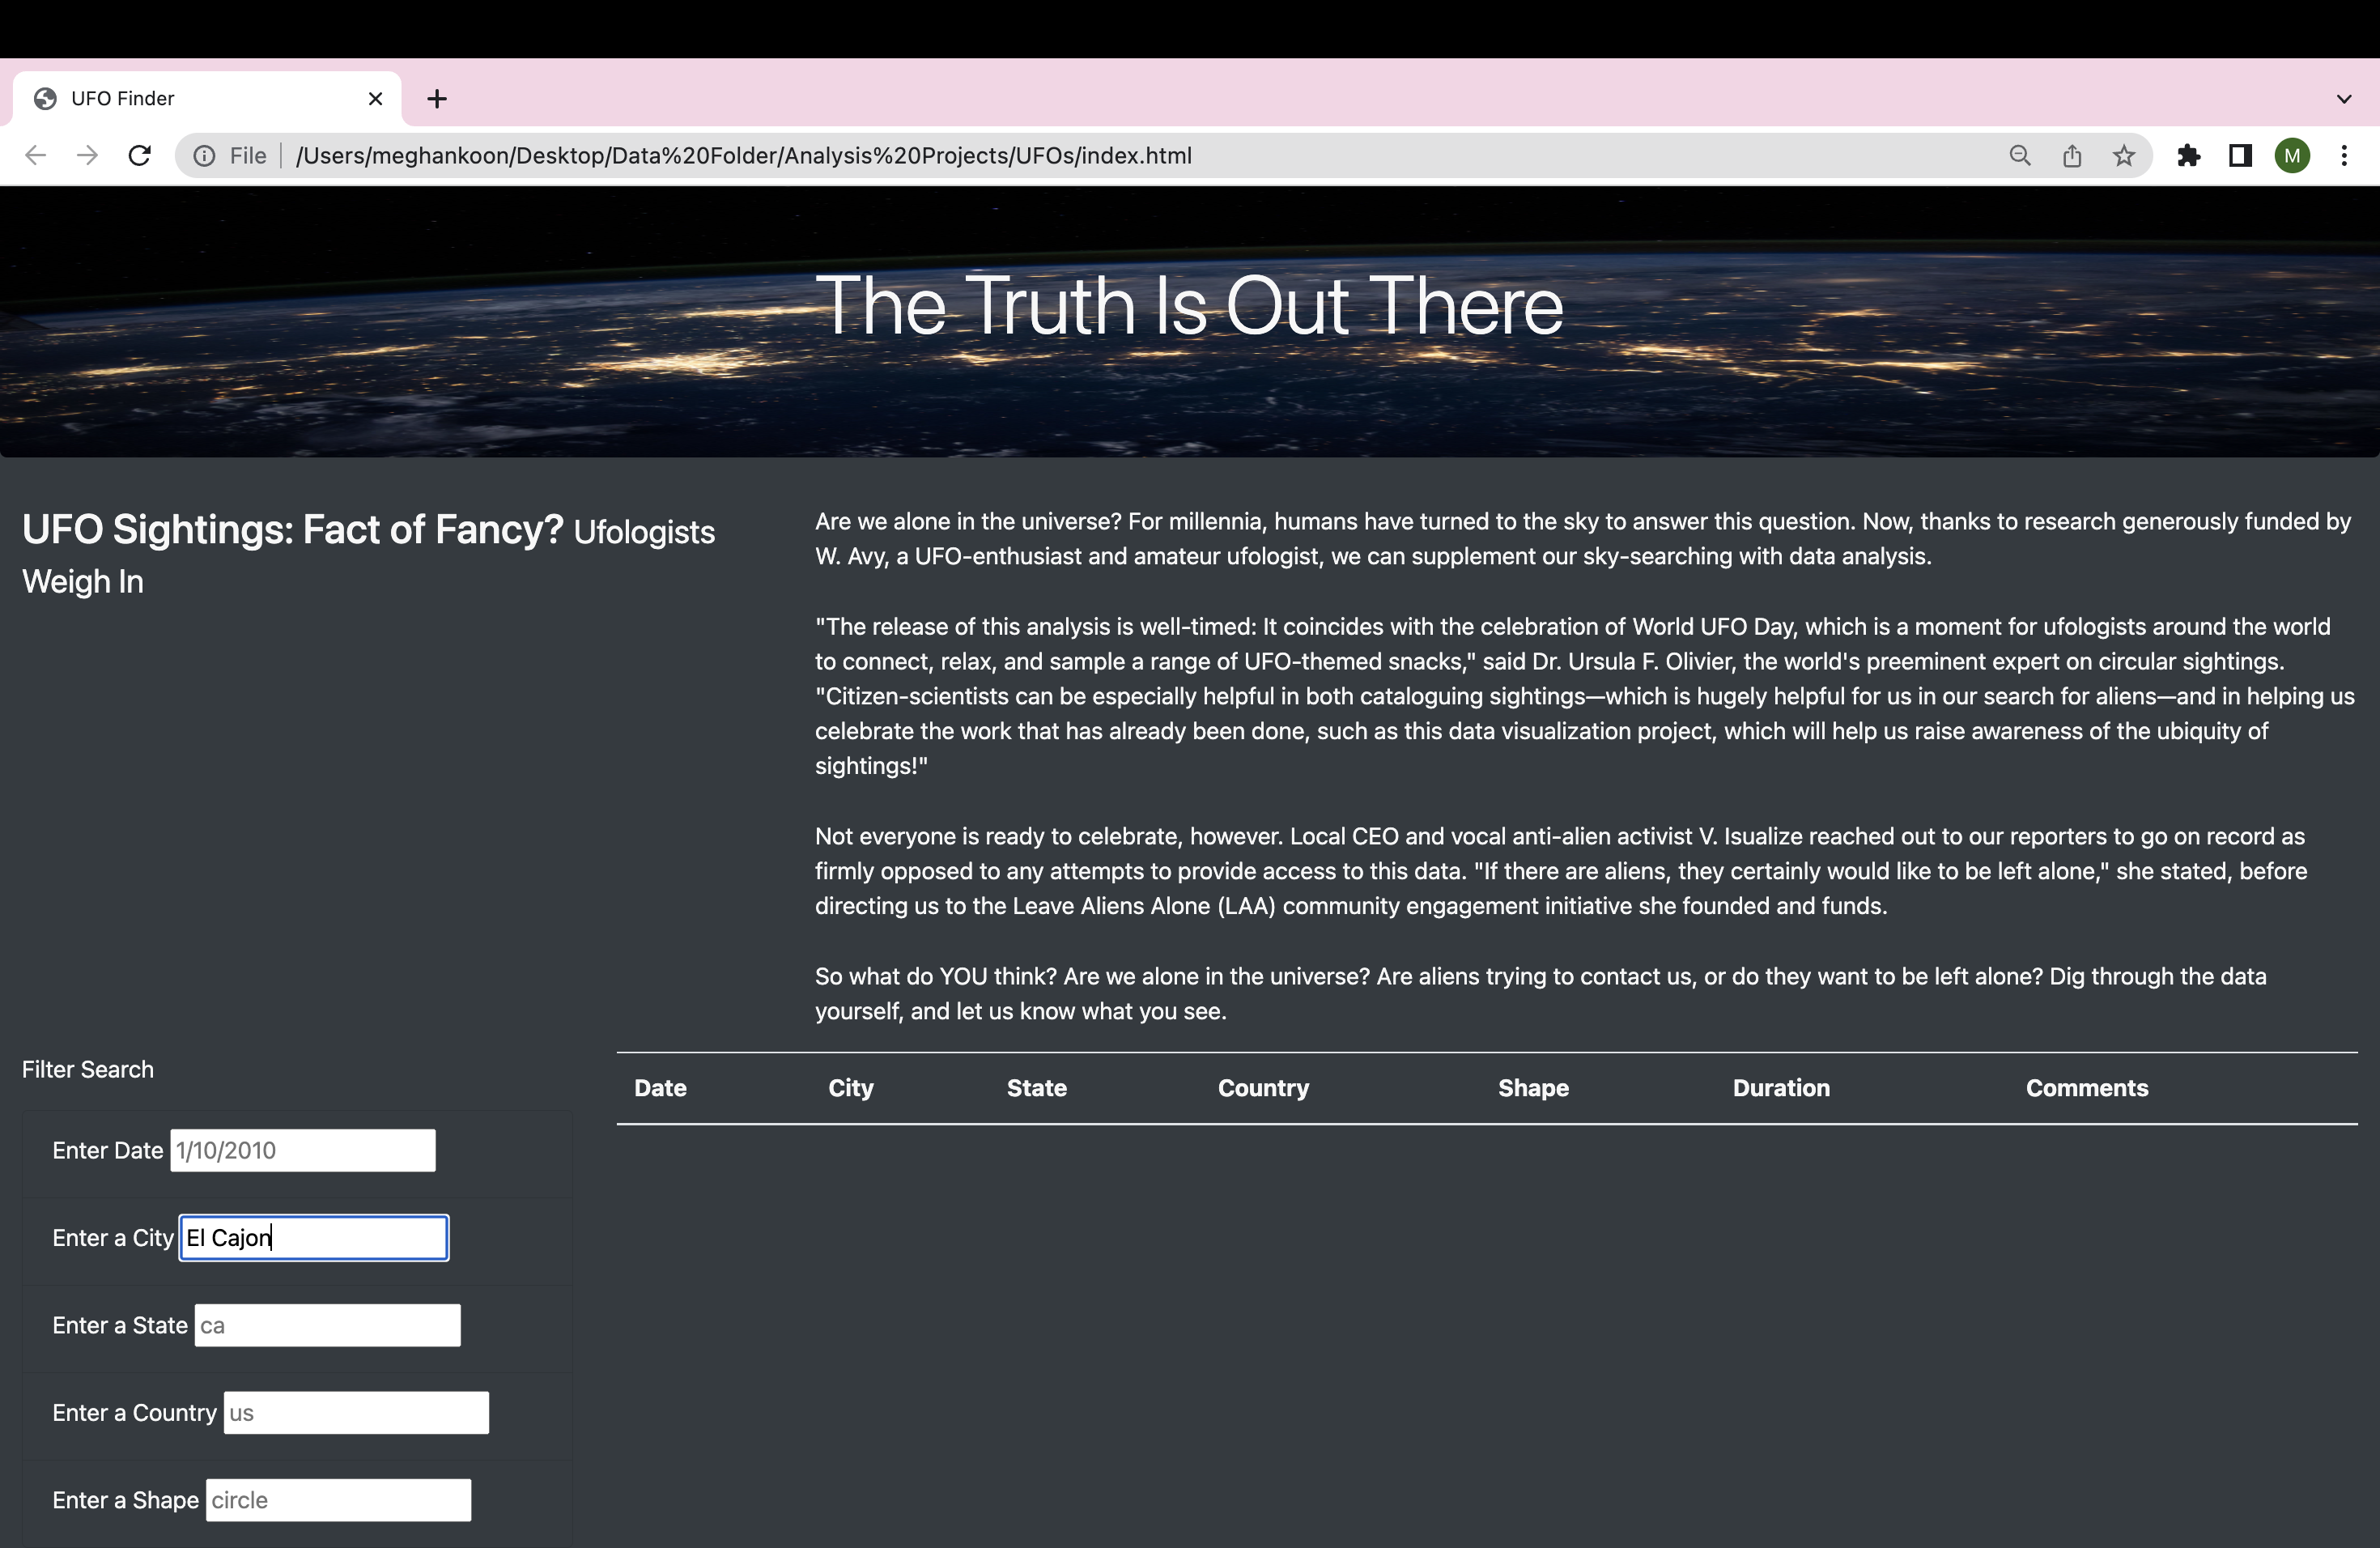 UFO Finder
File
/Users/meghankoon/Desktop/Data%20Folder/Analysis%20Projects/UFOs/index.html
M
The Truth Is Out There
UFO Sightings: Fact of Fancy? Ufologists
Weigh In
Are we alone in the universe? For millennia, humans have turned to the sky to answer this question. Now, thanks to research generously funded by
W. Avy, a UFO-enthusiast and amateur ufologist, we can supplement our sky-searching with data analysis.
"The release of this analysis is well-timed: It coincides with the celebration of World UFO Day, which is a moment for ufologists around the world
to connect, relax, and sample a range of UFO-themed snacks," said Dr. Ursula F. Olivier, the world's preeminent expert on circular sightings.
"Citizen-scientists can be especially helpful in both cataloguing sightings—which is hugely helpful for us in our search for aliens—and in helping us
celebrate the work that has already been done, such as this data visualization project, which will help us raise awareness of the ubiquity of
sightings!"
Not everyone is ready to celebrate, however. Local CEO and vocal anti-alien activist V. Isualize reached out to our reporters to go on record as
firmly opposed to any attempts to provide access to this data. "If there are aliens, they certainly would like to be left alone," she stated, before
directing us to the Leave Aliens Alone (LAA) community engagement initiative she founded and funds.
So what do YOU think? Are we alone in the universe? Are aliens trying to contact us, or do they want to be left alone? Dig through the data
yourself, and let us know what you see.
Filter Search
Date City State Country Shape Duration Comments
Enter Date 1/10/2010
Enter a City El Cajon
Enter a State ca
Enter a Country us
Enter a Shape circle